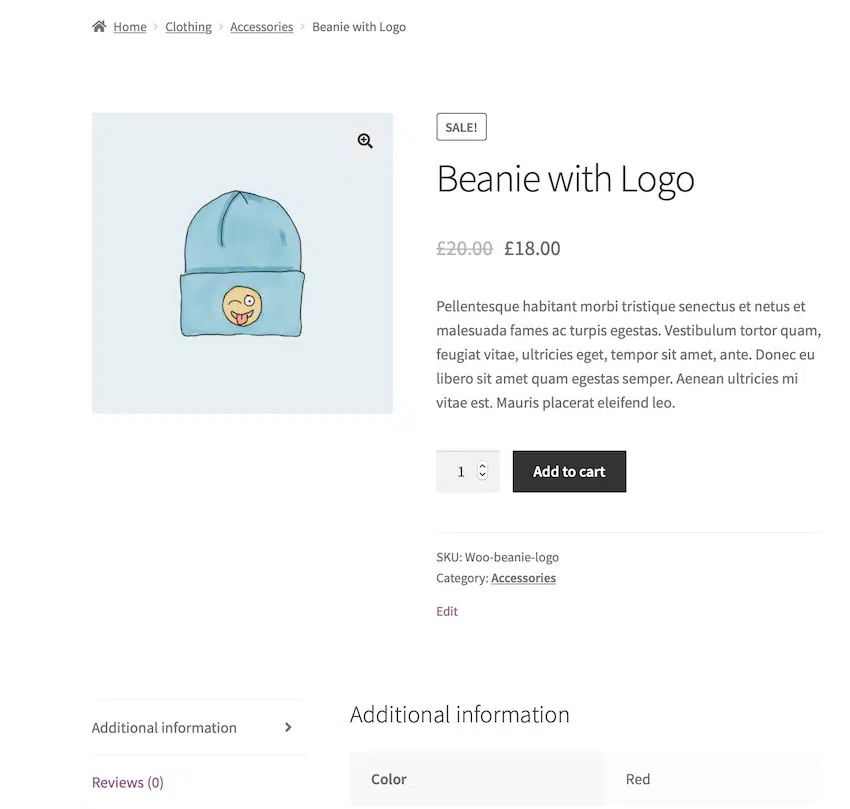 Home > Clothing > Accessories > Beanie with Logo
SALE!
Beanie with Logo
£20.00 £18.00
Pellentesque habitant morbi tristique senectus et netus et
malesuada fames ac turpis egestas. Vestibulum tortor quam,
feugiat vitae, ultricies eget, tempor sit amet, ante. Donec eu
libero sit amet quam egestas semper. Aenean ultricies mi
vitae est. Mauris placerat eleifend leo.
1 Add to cart
SKU: Woo-beanie-logo
Category: Accessories
Edit
Additional information
Reviews (0)
Additional information
Color Red